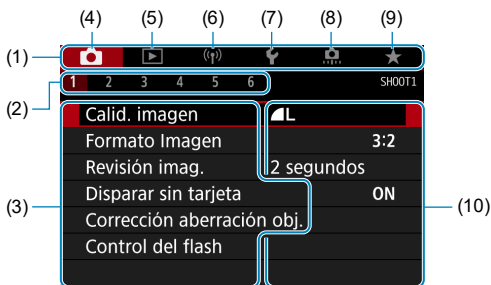 (4) (5) (6) (7) (8) (9)
(1)
(2) 1 2 3 4 5 6 SHOOT1
Calid. imagen L
Formato Imagen 3:2
Revisión imag. 2 segundos
Disparar sin tarjeta ON
(3) (10)
Corrección aberración obj.
Control del flash